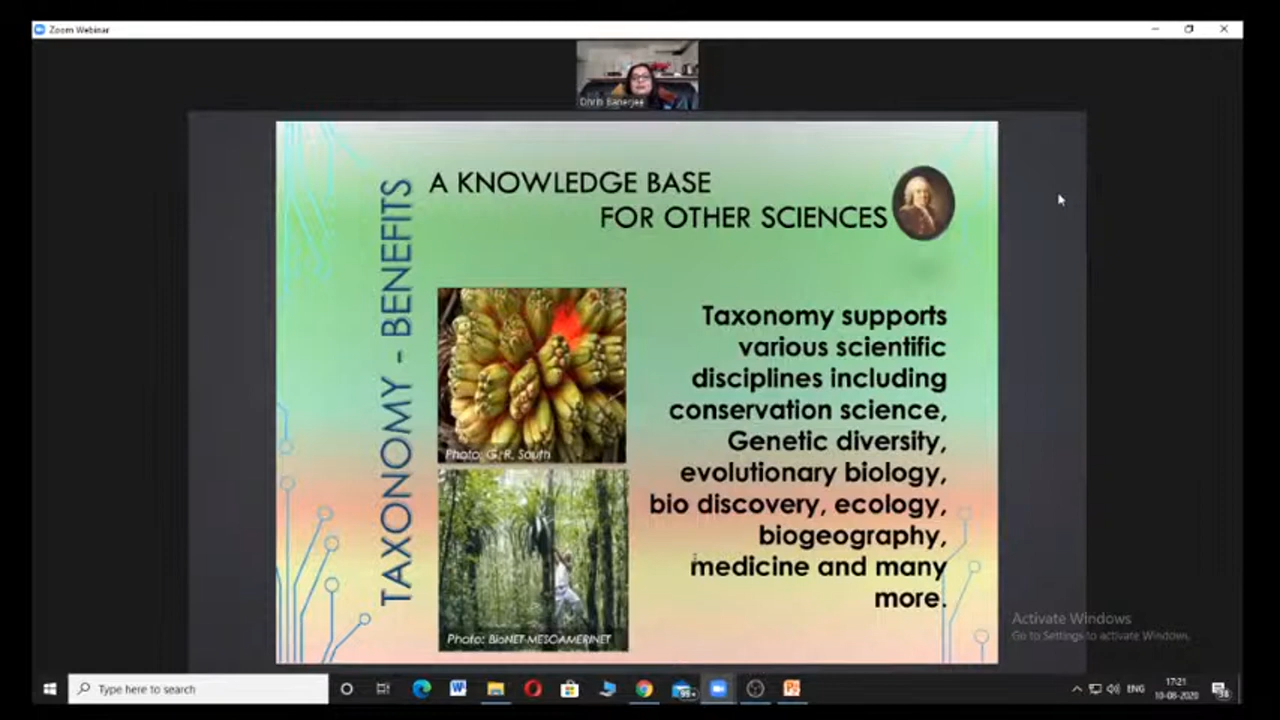 Zoom Webinar
Dhriti Banerjee
TAXONOMY - BENEFITS
A KNOWLEDGE BASE
FOR OTHER SCIENCES
Photo: G. R. South
Photo: BioNET-MESOAMERINET
Taxonomy supports
various scientific
disciplines including
conservation science,
Genetic diversity,
evolutionary biology,
bio discovery, ecology,
biogeography,
medicine and many
more.
Activate Windows
Go to Settings to activate Windows.
Type here to search
99+
ENG
17:21
10-08-2020
38